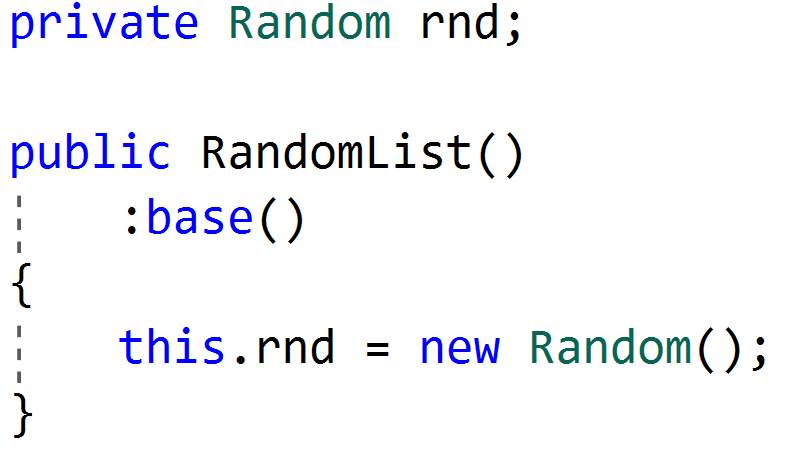 private Random rnd;
public RandomList()
:base()
{
this.rnd = new Random();
}